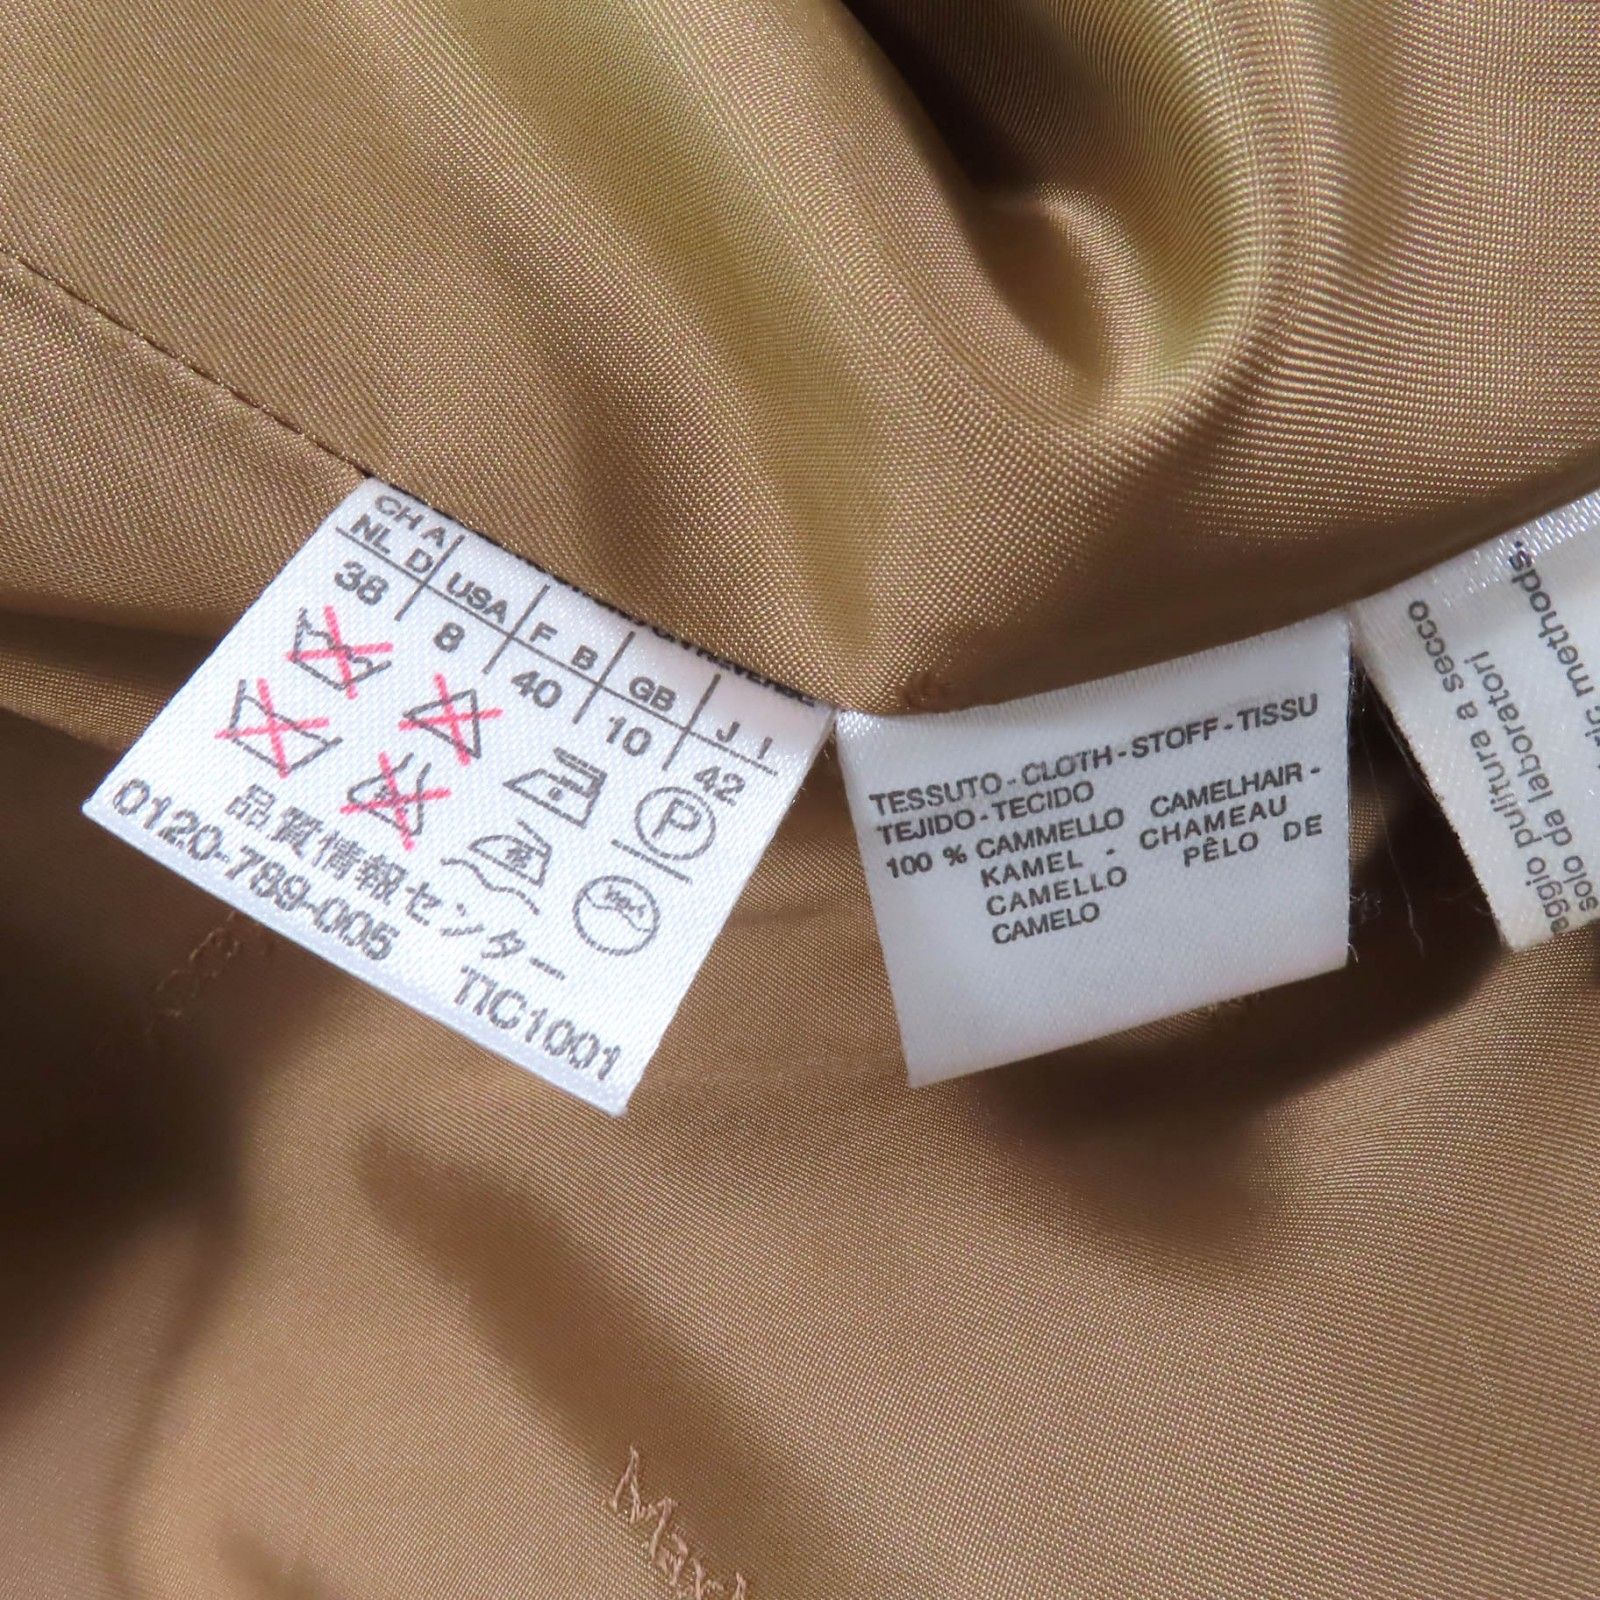 CH A
NL D USA F B GB J I
38 8 40 10 42
P
品質情報センター
0120-789-005 TIC1001
TESSUTO - CLOTH - STOFF - TISSU
TEJIDO - TECIDO
100 % CAMMELLO CAMELHAIR -
KAMEL - CHAMEAU
CAMELLO PÊLO DE
CAMELO
aggio pulitura a secco
solo da laboratori
methods.